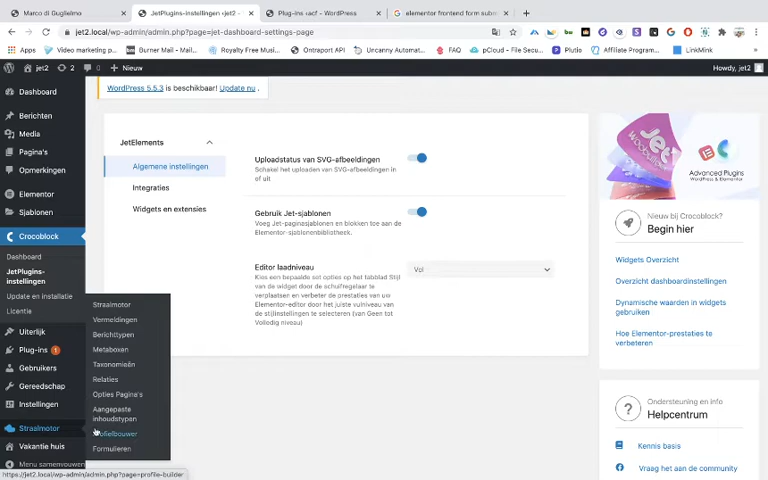 Marco di Guglielmo
JetPlugins-instellingen ‹jet2 -
Plug-ins ‹acf - WordPress
elementor frontend form subm
jet2.local/wp-admin/admin.php?page=jet-dashboard-settings-page
Apps
Video marketing p...
Burner Mail - Mail...
Royalty Free Musi...
Ontraport API
Uncanny Automat...
FAQ
pCloud - File Secu...
Plutio
Affiliate Program...
LinkMink
jet2
2
0
Nieuw
Howdy, jet2
WordPress 5.5.3 is beschikbaar! Update nu .
Dashboard
Berichten
Media
Pagina's
Opmerkingen
Elementor
Sjablonen
Crocoblock
Dashboard
JetPlugins-
instellingen
Update en installatie
Licentie
Uiterlijk
Plug-ins 1
Gebruikers
Gereedschap
Instellingen
Straalmotor
Vakantie huis
Menu samenvouwen
Straalmotor
Vermeldingen
Berichttypen
Metaboxen
Taxonomieën
Relaties
Opties Pagina's
Aangepaste
inhoudstypen
Profielbouwer
Formulieren
JetElements
Algemene instellingen
Integraties
Widgets en extensies
Uploadstatus van SVG-afbeeldingen
Schakel het uploaden van SVG-afbeeldingen in
of uit
Gebruik Jet-sjablonen
Voeg Jet-paginasjablonen en blokken toe aan de
Elementor-sjablonenbibliotheek.
Editor laadniveau
Kies een bepaalde set opties op het tabblad Stijl
van de widget door de schuifregelaar te
verplaatsen en verbeter de prestaties van uw
Elementor-editor door het juiste vuilniveau van
de stijlinstellingen te selecteren (van Geen tot
Volledig niveau)
Vol
Advanced Plugins
Nieuw bij Crocoblock?
Begin hier
Widgets Overzicht
Overzicht dashboardinstellingen
Dynamische waarden in widgets
gebruiken
Hoe Elementor-prestaties te
verbeteren
Ondersteuning en info
Helpcentrum
Kennis basis
Vraag het aan de community
https://jet2.local/wp-admin/admin.php?page=profile-builder